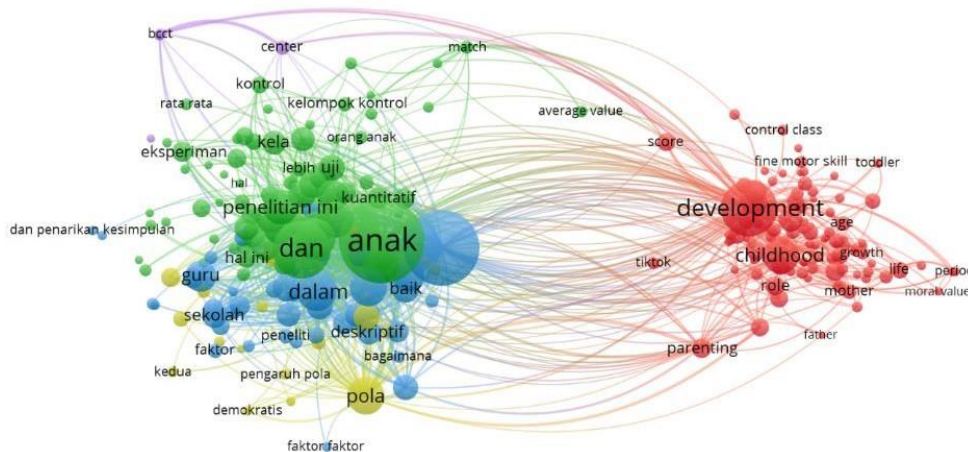 bcct
center
match
kontrol
rata rata
kelompok kontrol
average value
orang anak
score
control class
eksperiman
kela
lebih uji
fine motor skill
toddler
hal
kuantitatif
penelitian ini
development
age
dan penarikan kesimpulan
dan
anak
hal ini
childhood
growth
guru
tiktok
life
period
dalam
baik
role
mother
moral value
sekolah
peneliti
deskriptif
father
faktor
bagaimana
parenting
kedua
pengaruh pola
pola
demokratis
faktor faktor